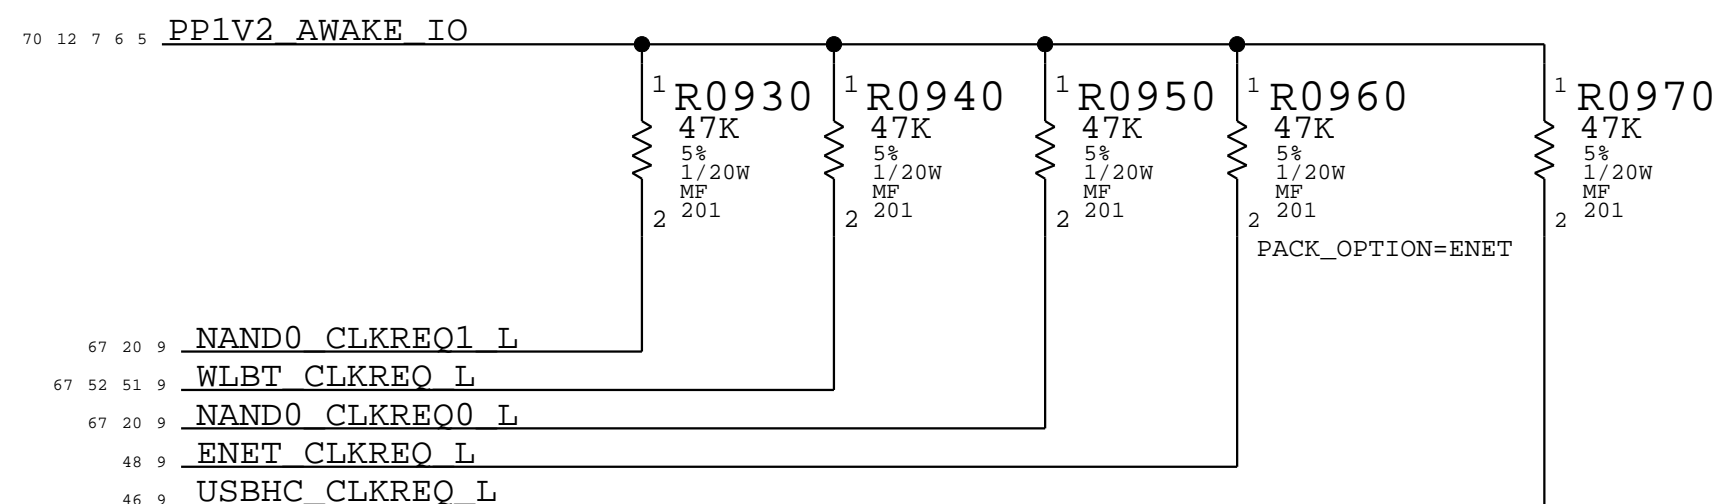 70 12 7 6 5 PP1V2_AWAKE_IO
1 R0930
47K
5%
1/20W
MF
201
2
1 R0940
47K
5%
1/20W
MF
201
2
1 R0950
47K
5%
1/20W
MF
201
2
1 R0960
47K
5%
1/20W
MF
201
2
PACK_OPTION=ENET
1 R0970
47K
5%
1/20W
MF
201
2
67 20 9 NAND0_CLKREQ1_L
67 52 51 9 WLBT_CLKREQ_L
67 20 9 NAND0_CLKREQ0_L
48 9 ENET_CLKREQ_L
46 9 USBHC_CLKREQ_L